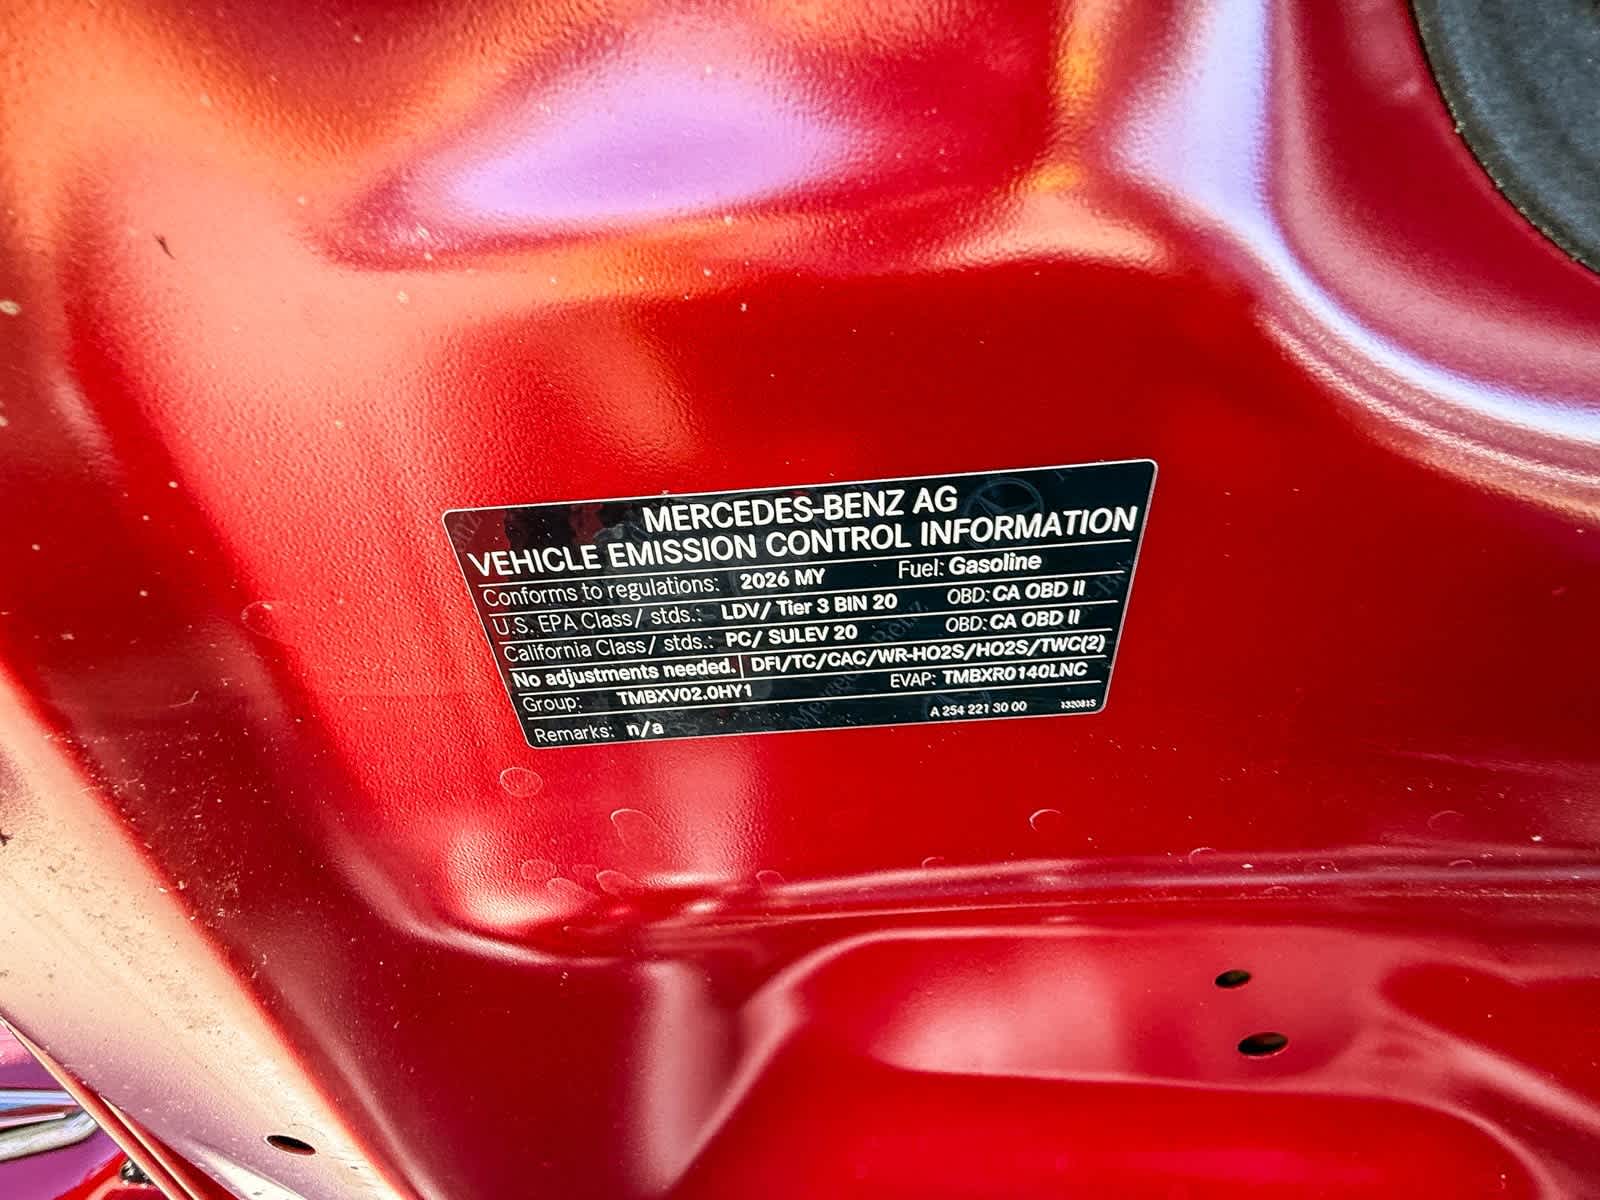 MERCEDES-BENZ AG
VEHICLE EMISSION CONTROL INFORMATION
Conforms to regulations: 2026 MY Fuel: Gasoline
U.S. EPA Class/ stds.: LDV/ Tier 3 BIN 20 OBD: CA OBD II
California Class/ stds.: PC/ SULEV 20 OBD: CA OBD II
No adjustments needed. DFI/TC/CAC/WR-HO2S/HO2S/TWC(2)
Group: TMBXV02.0HY1 EVAP: TMBXR0140LNC
Remarks: n/a A 254 221 30 00